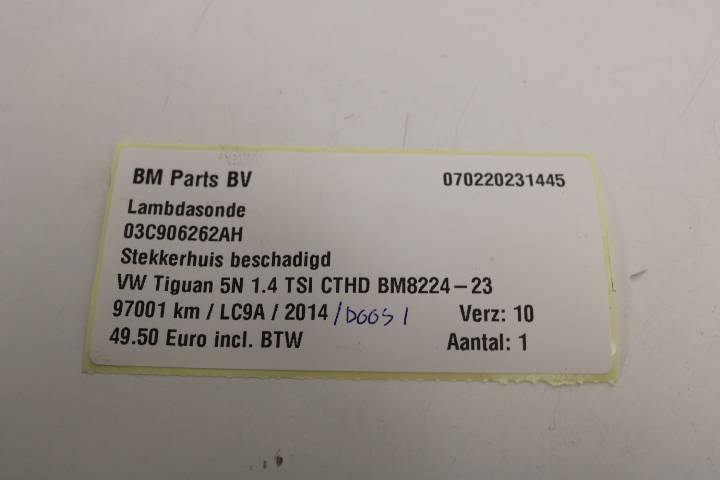 BM Parts BV 070220231445
Lambdasonde
03C906262AH
Stekkerhuis beschadigd
VW Tiguan 5N 1.4 TSI CTHD BM8224-23
97001 km / LC9A / 2014 /DOOS 1 Verz: 10
49.50 Euro incl. BTW Aantal: 1